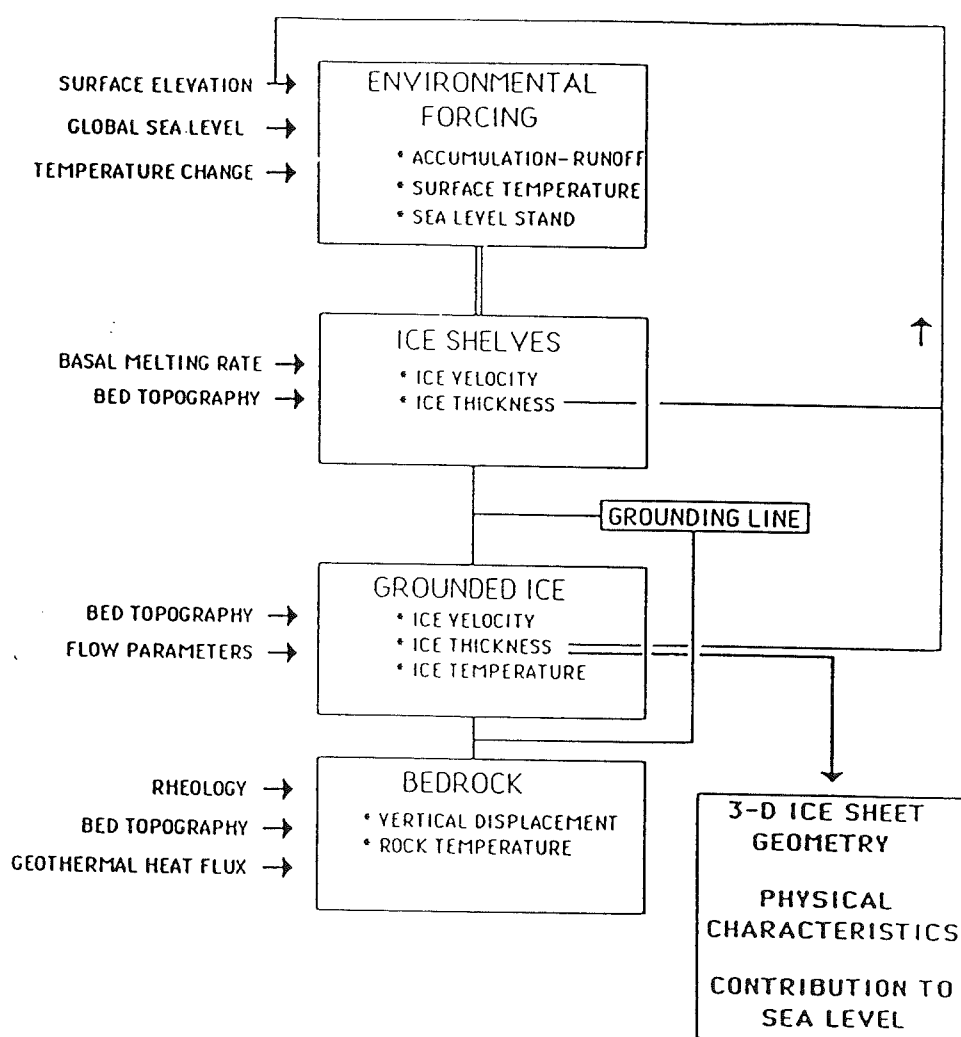 SURFACE ELEVATION
GLOBAL SEA LEVEL
TEMPERATURE CHANGE
ENVIRONMENTAL
FORCING
* ACCUMULATION-RUNOFF
* SURFACE TEMPERATURE
* SEA LEVEL STAND
BASAL MELTING RATE
BED TOPOGRAPHY
ICE SHELVES
* ICE VELOCITY
* ICE THICKNESS
GROUNDING LINE
BED TOPOGRAPHY
FLOW PARAMETERS
GROUNDED ICE
* ICE VELOCITY
* ICE THICKNESS
* ICE TEMPERATURE
RHEOLOGY
BED TOPOGRAPHY
GEOTHERMAL HEAT FLUX
BEDROCK
* VERTICAL DISPLACEMENT
* ROCK TEMPERATURE
3-D ICE SHEET
GEOMETRY
PHYSICAL
CHARACTERISTICS
CONTRIBUTION TO
SEA LEVEL